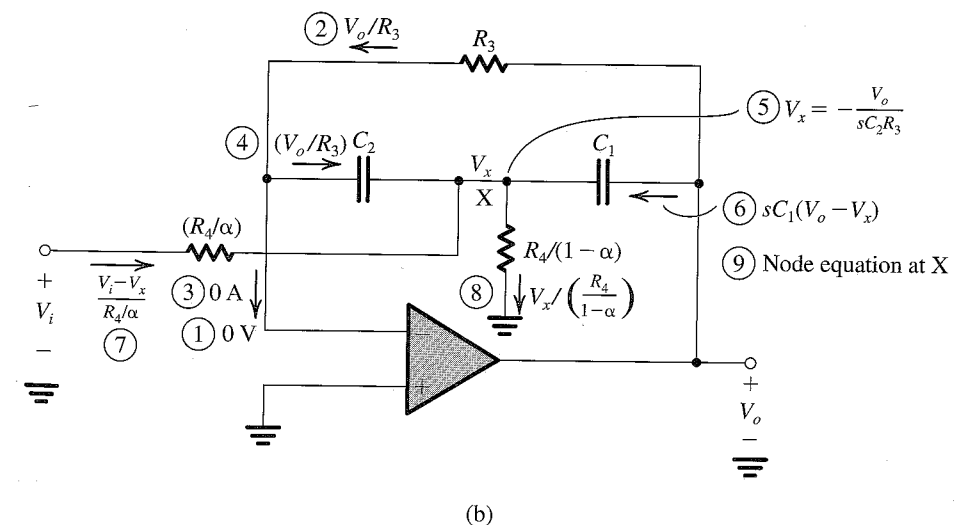 ② V_o/R_3
R_3
⑤ V_x = − V_o / sC_2R_3
④ (V_o/R_3) C_2
V_x
X
C_1
⑥ sC_1(V_o − V_x)
(R_4/α)
R_4/(1 − α)
⑨ Node equation at X
+
V_i
−
V_i − V_x / R_4/α
⑦
③ 0 A
① 0 V
⑧ V_x / (R_4 / 1 − α)
−
+
+
V_o
−
(b)